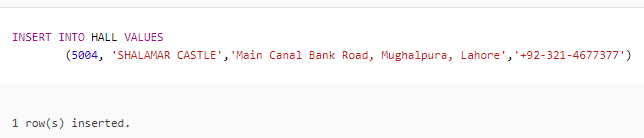 INSERT INTO HALL VALUES
(5004, 'SHALAMAR CASTLE','Main Canal Bank Road, Mughalpura, Lahore','+92-321-4677377')
1 row(s) inserted.